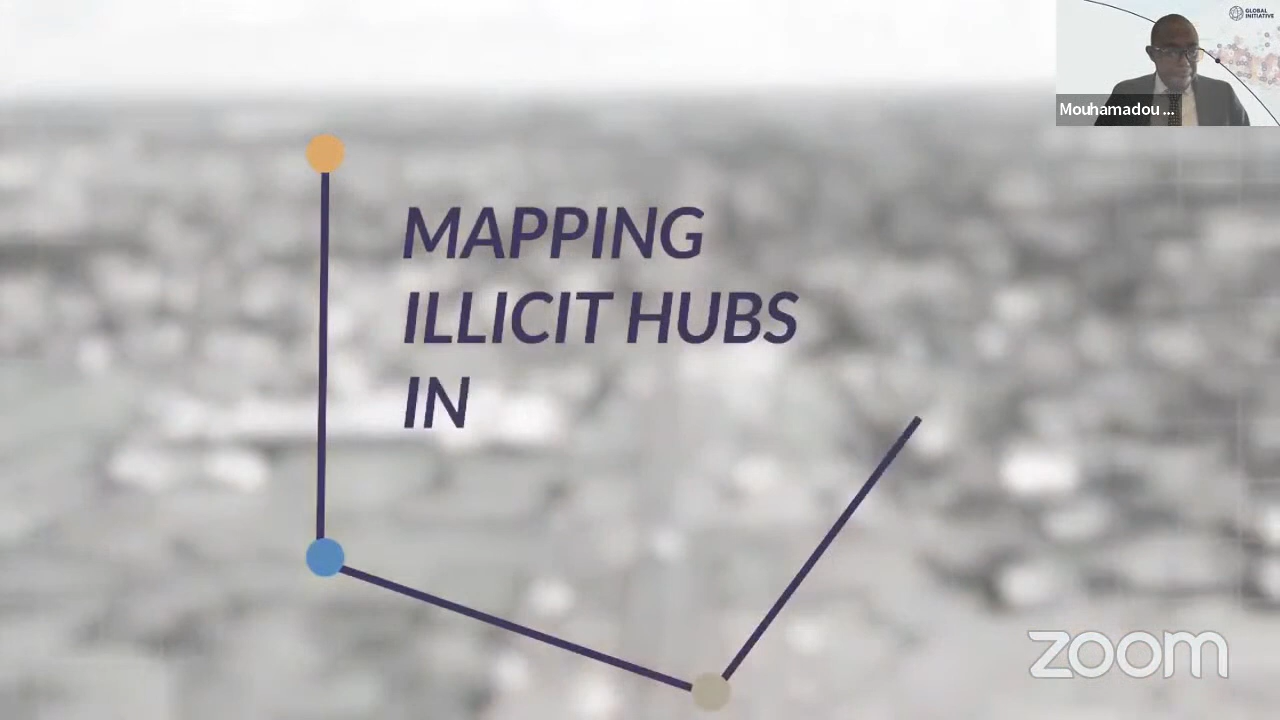 GLOBAL
INITIATIVE
Mouhamadou ...
MAPPING
ILLICIT HUBS
IN
zoom